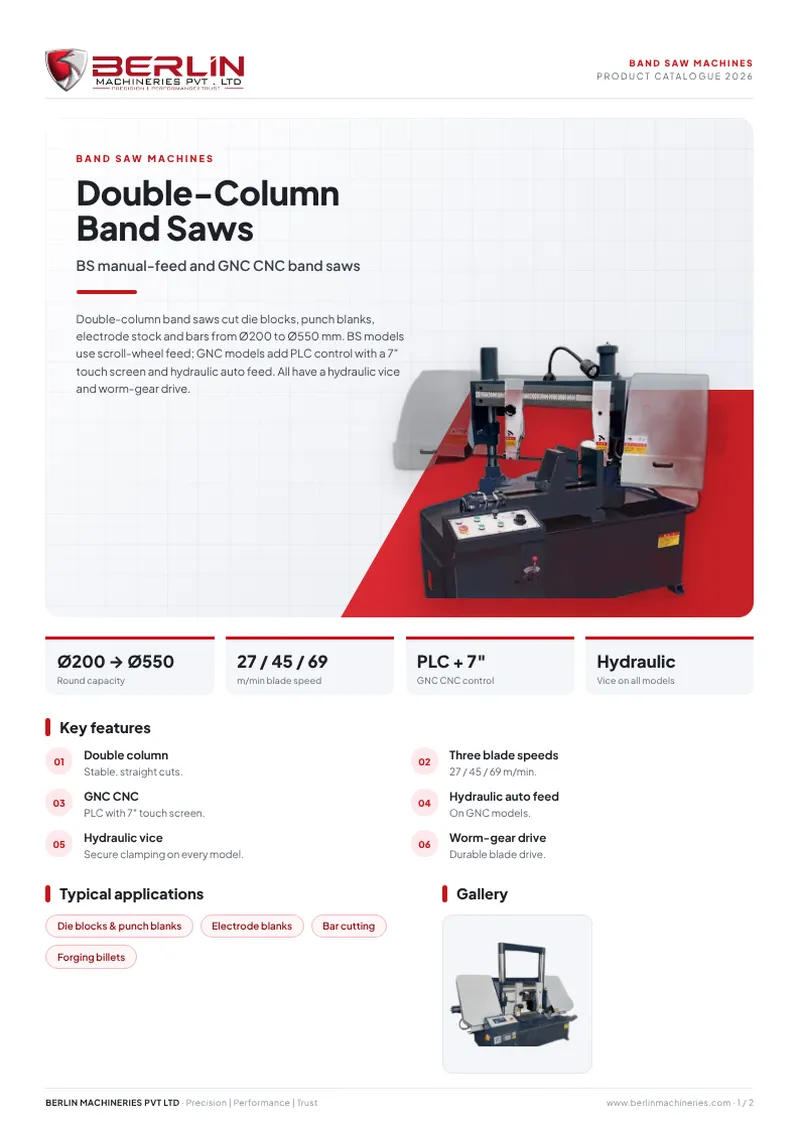 BERLIN
MACHINERIES PVT . LTD
PRECISION | PERFORMANCE | TRUST
BAND SAW MACHINES
PRODUCT CATALOGUE 2026
BAND SAW MACHINES
Double-Column
Band Saws
BS manual-feed and GNC CNC band saws
Double-column band saws cut die blocks, punch blanks,
electrode stock and bars from Ø200 to Ø550 mm. BS models
use scroll-wheel feed; GNC models add PLC control with a 7"
touch screen and hydraulic auto feed. All have a hydraulic vice
and worm-gear drive.
Ø200 → Ø550
Round capacity
27 / 45 / 69
m/min blade speed
PLC + 7"
GNC CNC control
Hydraulic
Vice on all models
Key features
01 Double column
Stable, straight cuts.
02 Three blade speeds
27 / 45 / 69 m/min.
03 GNC CNC
PLC with 7" touch screen.
04 Hydraulic auto feed
On GNC models.
05 Hydraulic vice
Secure clamping on every model.
06 Worm-gear drive
Durable blade drive.
Typical applications
Die blocks & punch blanks
Electrode blanks
Bar cutting
Forging billets
Gallery
BERLIN MACHINERIES PVT LTD · Precision | Performance | Trust
www.berlinmachineries.com · 1 / 2